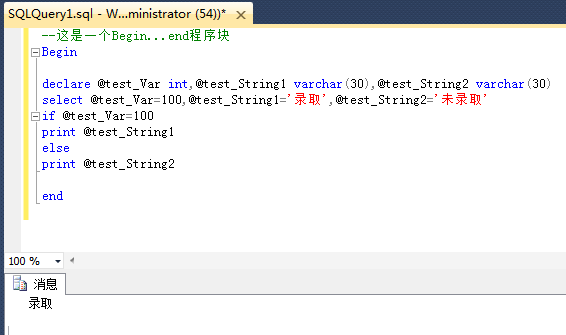 SQLQuery1.sql - W...ministrator (54))* ×
--这是一个Begin...end程序块
Begin
declare @test_Var int,@test_String1 varchar(30),@test_String2 varchar(30)
select @test_Var=100,@test_String1='录取',@test_String2='未录取'
if @test_Var=100
print @test_String1
else
print @test_String2
end
100 %
消息
录取